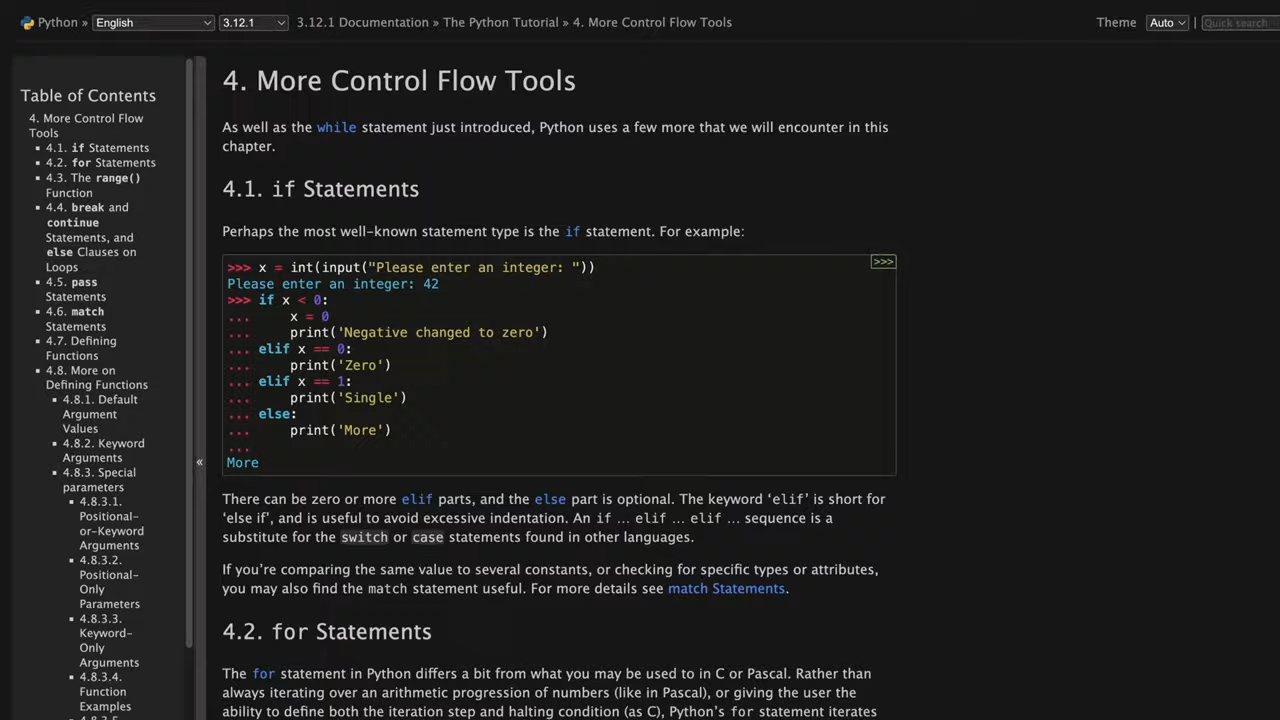 Python » English 3.12.1 3.12.1 Documentation » The Python Tutorial » 4. More Control Flow Tools Theme Auto | Quick search
Table of Contents
4. More Control Flow
Tools
4.1. if Statements
4.2. for Statements
4.3. The range()
Function
4.4. break and
continue
Statements, and
else Clauses on
Loops
4.5. pass
Statements
4.6. match
Statements
4.7. Defining
Functions
4.8. More on
Defining Functions
4.8.1. Default
Argument
Values
4.8.2. Keyword
Arguments
4.8.3. Special
parameters
4.8.3.1.
Positional-
or-Keyword
Arguments
4.8.3.2.
Positional-
Only
Parameters
4.8.3.3.
Keyword-
Only
Arguments
4.8.3.4.
Function
Examples
«
4. More Control Flow Tools
As well as the while statement just introduced, Python uses a few more that we will encounter in this
chapter.
4.1. if Statements
Perhaps the most well-known statement type is the if statement. For example:
>>>
>>> x = int(input("Please enter an integer: "))
Please enter an integer: 42
>>> if x < 0:
...     x = 0
...     print('Negative changed to zero')
... elif x == 0:
...     print('Zero')
... elif x == 1:
...     print('Single')
... else:
...     print('More')
...
More
There can be zero or more elif parts, and the else part is optional. The keyword ‘elif’ is short for
‘else if’, and is useful to avoid excessive indentation. An if … elif … elif … sequence is a
substitute for the switch or case statements found in other languages.
If you’re comparing the same value to several constants, or checking for specific types or attributes,
you may also find the match statement useful. For more details see match Statements.
4.2. for Statements
The for statement in Python differs a bit from what you may be used to in C or Pascal. Rather than
always iterating over an arithmetic progression of numbers (like in Pascal), or giving the user the
ability to define both the iteration step and halting condition (as C), Python’s for statement iterates